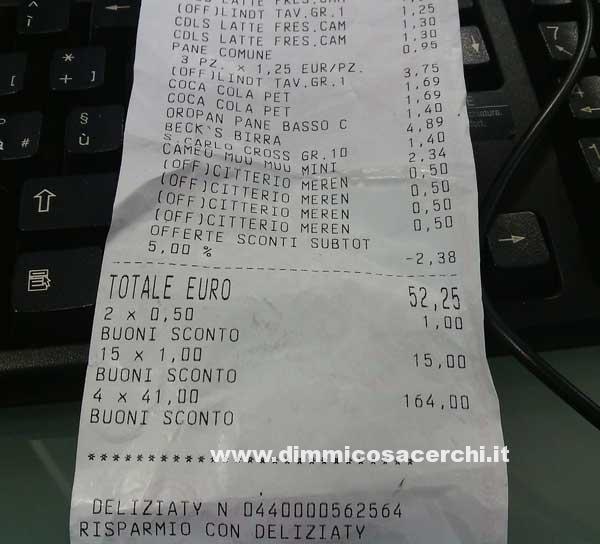 CDLS LATTE FRES.CAM 1,30
(OFF)LINDT TAV.GR.1 1,25
CDLS LATTE FRES.CAM 1,30
CDLS LATTE FRES.CAM 1,30
PANE COMUNE 0,95
3 PZ. × 1,25 EUR/PZ.
(OFF)LINDT TAV.GR.1 3,75
COCA COLA PET 1,69
COCA COLA PET 1,69
OROPAN PANE BASSO C 1,40
BECK'S BIRRA 4,89
S.CARLO CROSS GR.10 1,40
CAMEO MUU MUU MINI 2,34
(OFF)CITTERIO MEREN 0,50
(OFF)CITTERIO MEREN 0,50
(OFF)CITTERIO MEREN 0,50
(OFF)CITTERIO MEREN 0,50
OFFERTE SCONTI SUBTOT
5,00 % -2,38
TOTALE EURO 52,25
2 × 0,50 1,00
BUONI SCONTO
15 × 1,00 15,00
BUONI SCONTO
4 × 41,00 164,00
BUONI SCONTO
www.dimmicosacerchi.it
DELIZIATY N 0440000562564
RISPARMIO CON DELIZIATY